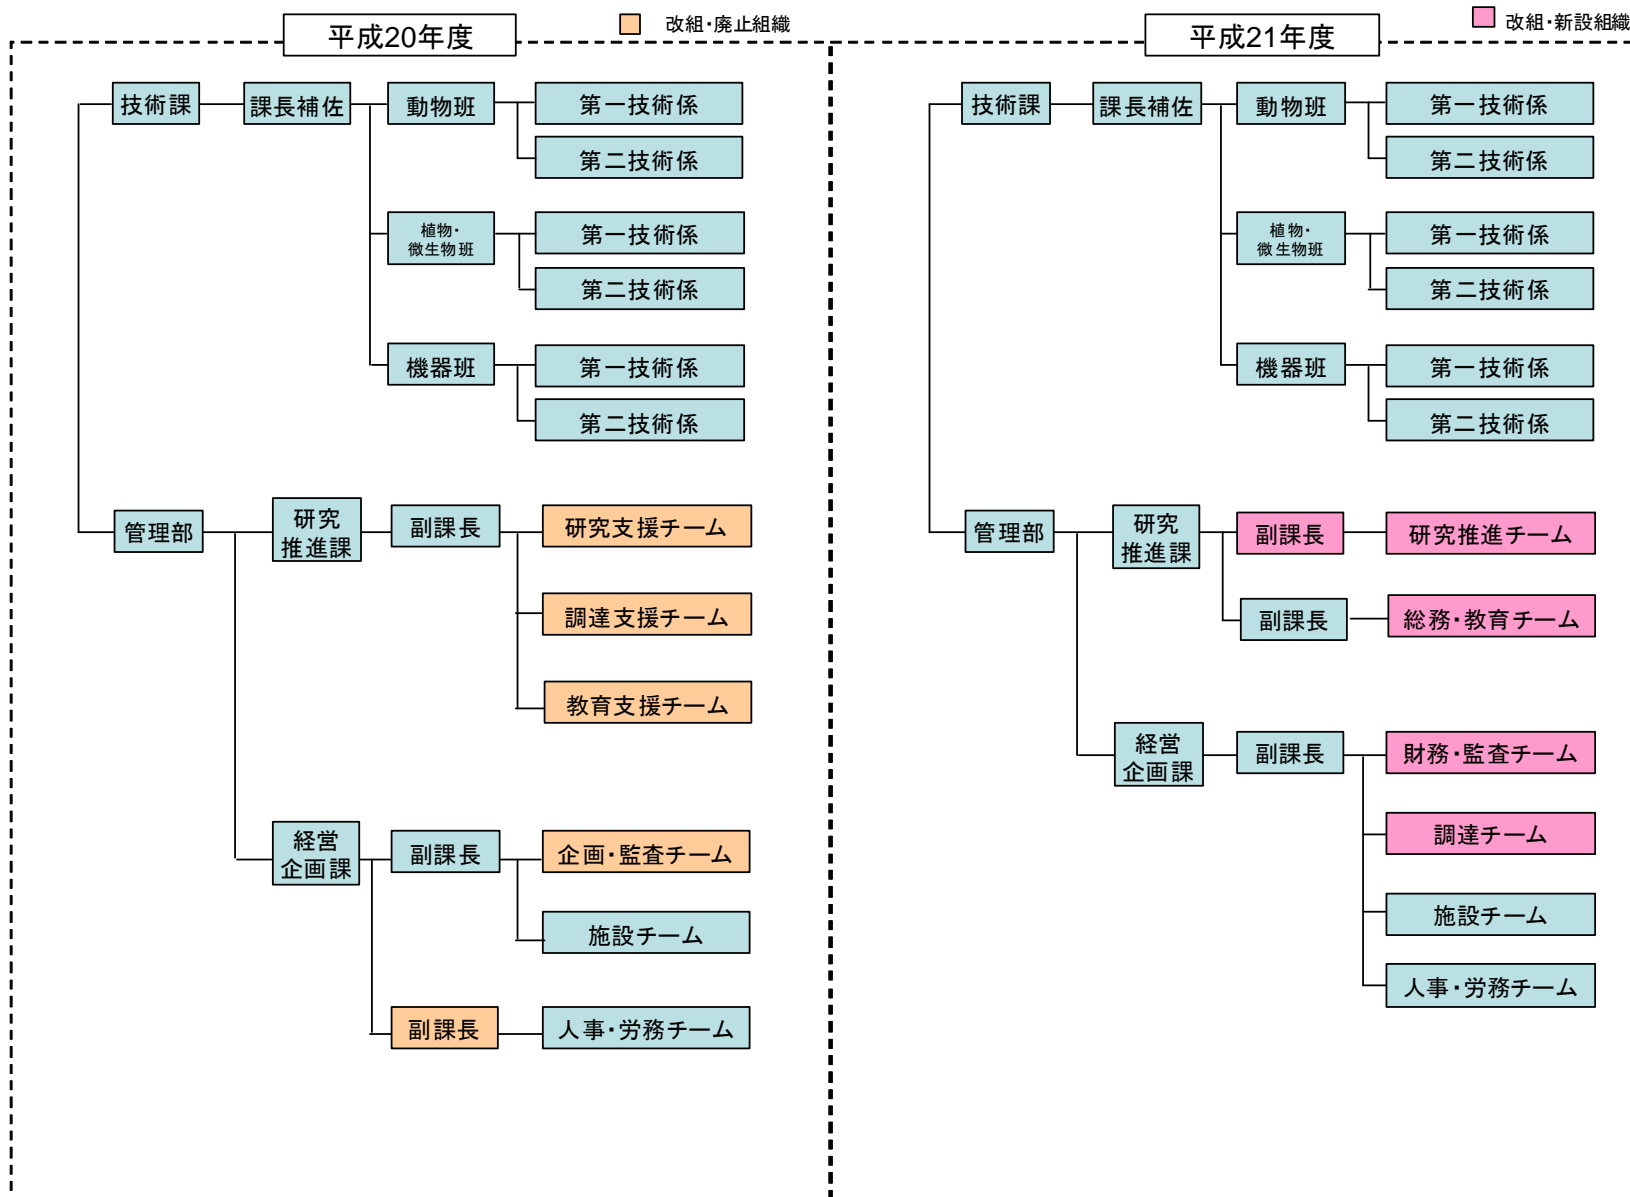 平成20年度
改組・廃止組織
技術課
課長補佐
動物班
第一技術係
第二技術係
植物・
微生物班
第一技術係
第二技術係
機器班
第一技術係
第二技術係
管理部
研究
推進課
副課長
研究支援チーム
調達支援チーム
教育支援チーム
経営
企画課
副課長
企画・監査チーム
施設チーム
副課長
人事・労務チーム
平成21年度
改組・新設組織
技術課
課長補佐
動物班
第一技術係
第二技術係
植物・
微生物班
第一技術係
第二技術係
機器班
第一技術係
第二技術係
管理部
研究
推進課
副課長
研究推進チーム
副課長
総務・教育チーム
経営
企画課
副課長
財務・監査チーム
調達チーム
施設チーム
人事・労務チーム